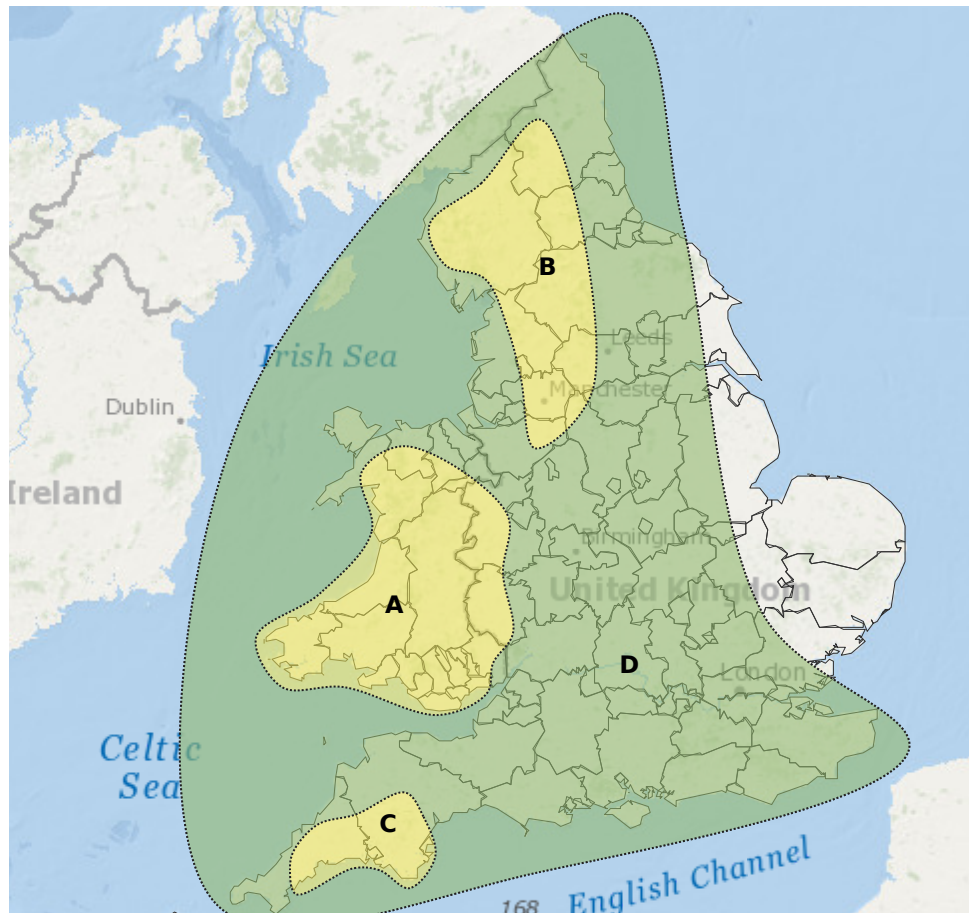 B
Leeds
Irish Sea
Manchester
Dublin
Ireland
Birmingham
United Kingdom
A
D
London
Celtic
Sea
C
English Channel
168